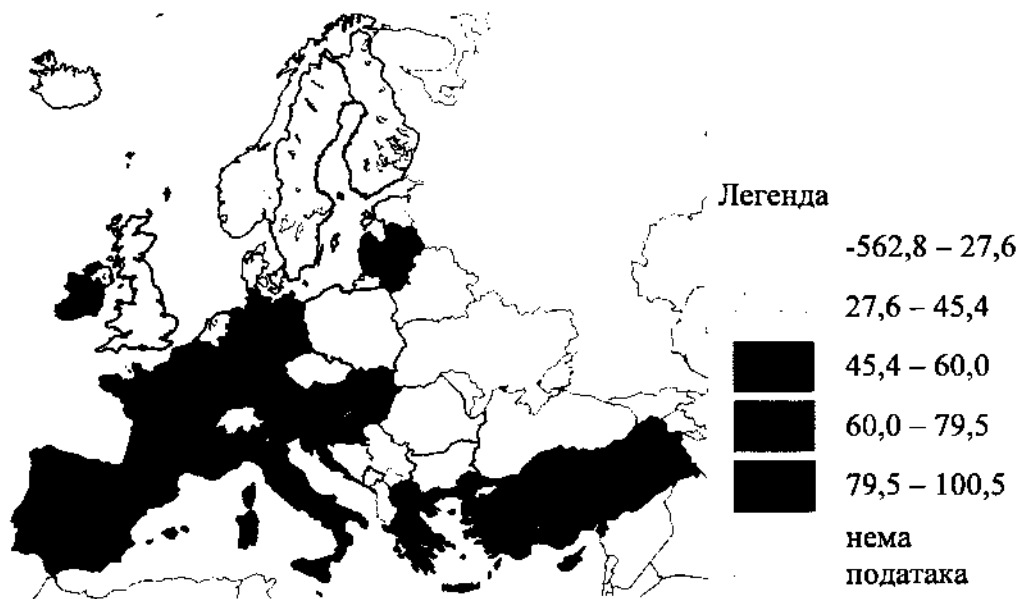 Легенда
-562,8 – 27,6
27,6 – 45,4
45,4 – 60,0
60,0 – 79,5
79,5 – 100,5
нема
података